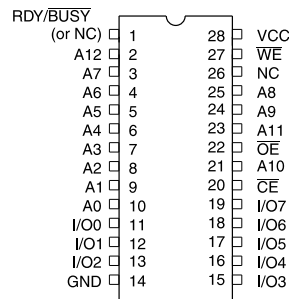 RDY/BUSY
(or NC) 1 28 VCC
A12 2 27 WE
A7 3 26 NC
A6 4 25 A8
A5 5 24 A9
A4 6 23 A11
A3 7 22 OE
A2 8 21 A10
A1 9 20 CE
A0 10 19 I/O7
I/O0 11 18 I/O6
I/O1 12 17 I/O5
I/O2 13 16 I/O4
GND 14 15 I/O3